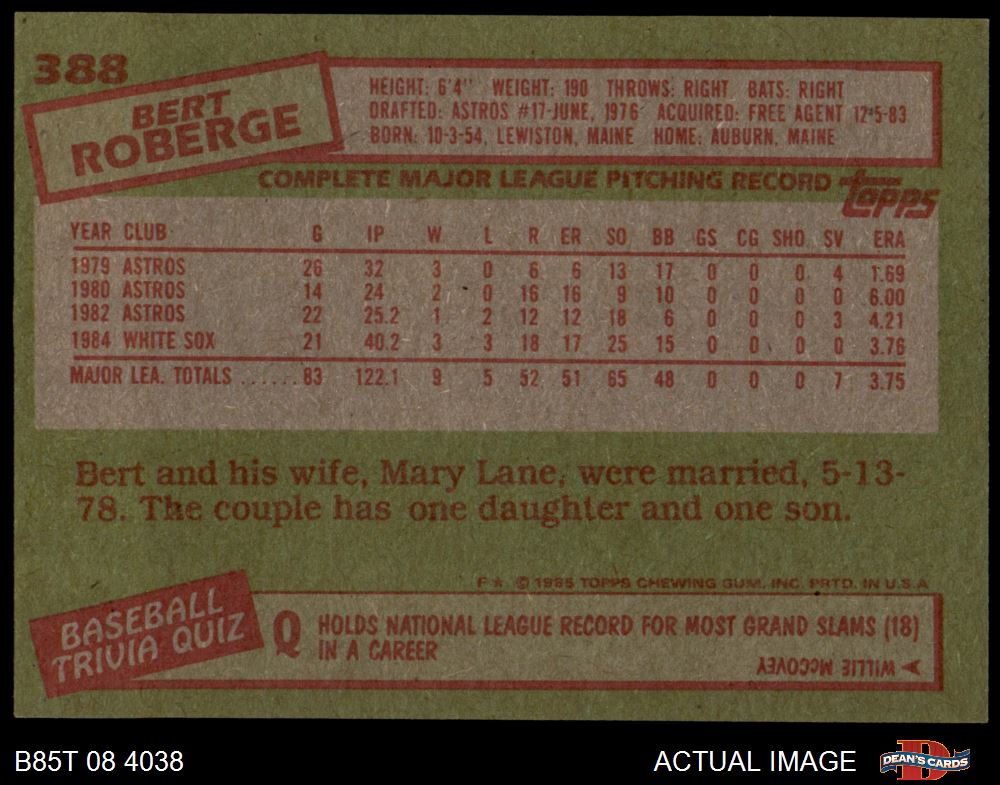 388
BERT
ROBERGE
HEIGHT: 6'4" WEIGHT: 190 THROWS: RIGHT. BATS: RIGHT
DRAFTED: ASTROS #17-JUNE, 1976 ACQUIRED: FREE AGENT 12-5-83
BORN: 10-3-54, LEWISTON, MAINE HOME: AUBURN, MAINE
COMPLETE MAJOR LEAGUE PITCHING RECORD topps
YEAR CLUB G IP W L R ER SO BB GS CG SHO SV ERA
1979 ASTROS 26 32 3 0 6 6 13 17 0 0 0 4 1.69
1980 ASTROS 14 24 2 0 16 16 9 10 0 0 0 0 6.00
1982 ASTROS 22 25.2 1 2 12 12 18 6 0 0 0 3 4.21
1984 WHITE SOX 21 40.2 3 3 18 17 25 15 0 0 0 0 3.76
MAJOR LEA. TOTALS ...... 83 122.1 9 5 52 51 65 48 0 0 0 7 3.75
Bert and his wife, Mary Lane, were married, 5-13-
78. The couple has one daughter and one son.
F★ © 1985 TOPPS CHEWING GUM, INC. PRTD. IN U.S.A
BASEBALL
TRIVIA QUIZ
Q HOLDS NATIONAL LEAGUE RECORD FOR MOST GRAND SLAMS (18)
IN A CAREER
WILLIE McCOVEY
B85T 08 4038
ACTUAL IMAGE
DEAN'S CARDS